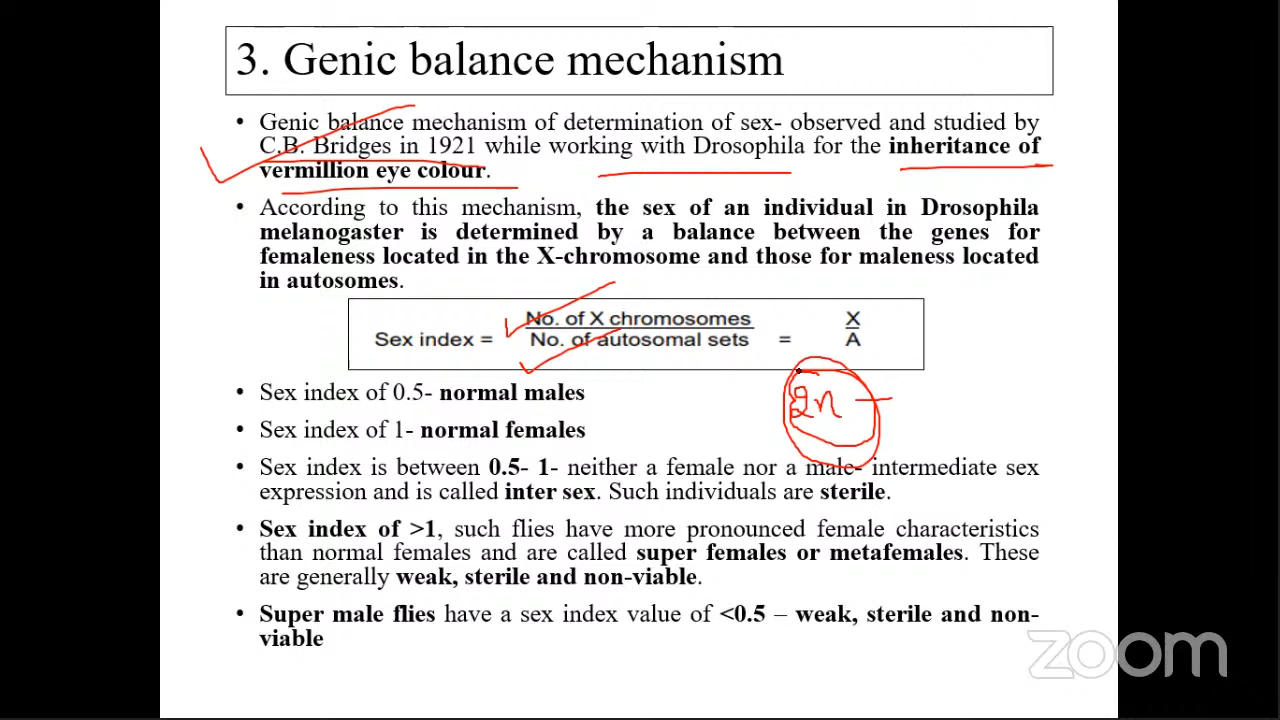 3. Genic balance mechanism
• Genic balance mechanism of determination of sex- observed and studied by
C.B. Bridges in 1921 while working with Drosophila for the inheritance of
vermillion eye colour.
• According to this mechanism, the sex of an individual in Drosophila
melanogaster is determined by a balance between the genes for
femaleness located in the X-chromosome and those for maleness located
in autosomes.
No. of X chromosomes X
Sex index = ——— = —
No. of autosomal sets A
2n –
• Sex index of 0.5- normal males
• Sex index of 1- normal females
• Sex index is between 0.5- 1- neither a female nor a male- intermediate sex
expression and is called inter sex. Such individuals are sterile.
• Sex index of >1, such flies have more pronounced female characteristics
than normal females and are called super females or metafemales. These
are generally weak, sterile and non-viable.
• Super male flies have a sex index value of <0.5 – weak, sterile and non-
viable
zoom